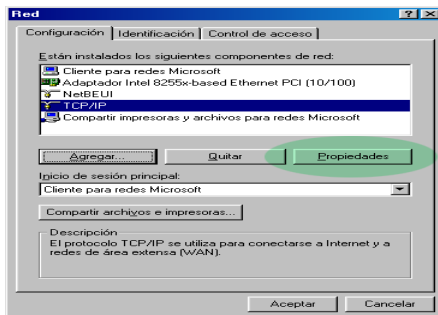 Red
Configuración Identificación Control de acceso
Están instalados los siguientes componentes de red:
Cliente para redes Microsoft
Adaptador Intel 8255x-based Ethernet PCI (10/100)
NetBEUI
TCP/IP
Compartir impresoras y archivos para redes Microsoft
Agregar... Quitar Propiedades
Inicio de sesión principal:
Cliente para redes Microsoft
Compartir archivos e impresoras...
Descripción
El protocolo TCP/IP se utiliza para conectarse a Internet y a
redes de área extensa (WAN).
Aceptar Cancelar